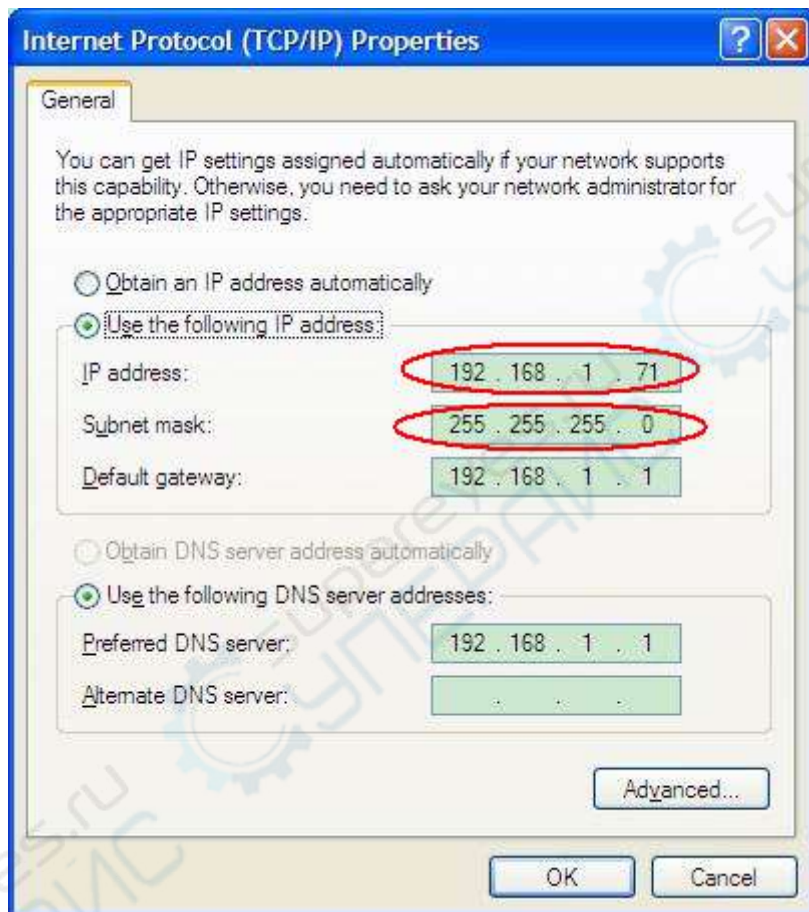 Internet Protocol (TCP/IP) Properties
General
You can get IP settings assigned automatically if your network supports
this capability. Otherwise, you need to ask your network administrator for
the appropriate IP settings.
Obtain an IP address automatically
Use the following IP address:
IP address: 192 . 168 . 1 . 71
Subnet mask: 255 . 255 . 255 . 0
Default gateway: 192 . 168 . 1 . 1
Obtain DNS server address automatically
Use the following DNS server addresses:
Preferred DNS server: 192 . 168 . 1 . 1
Alternate DNS server: . . .
Advanced...
OK Cancel
supereyes.ru
СУПЕРАЙС